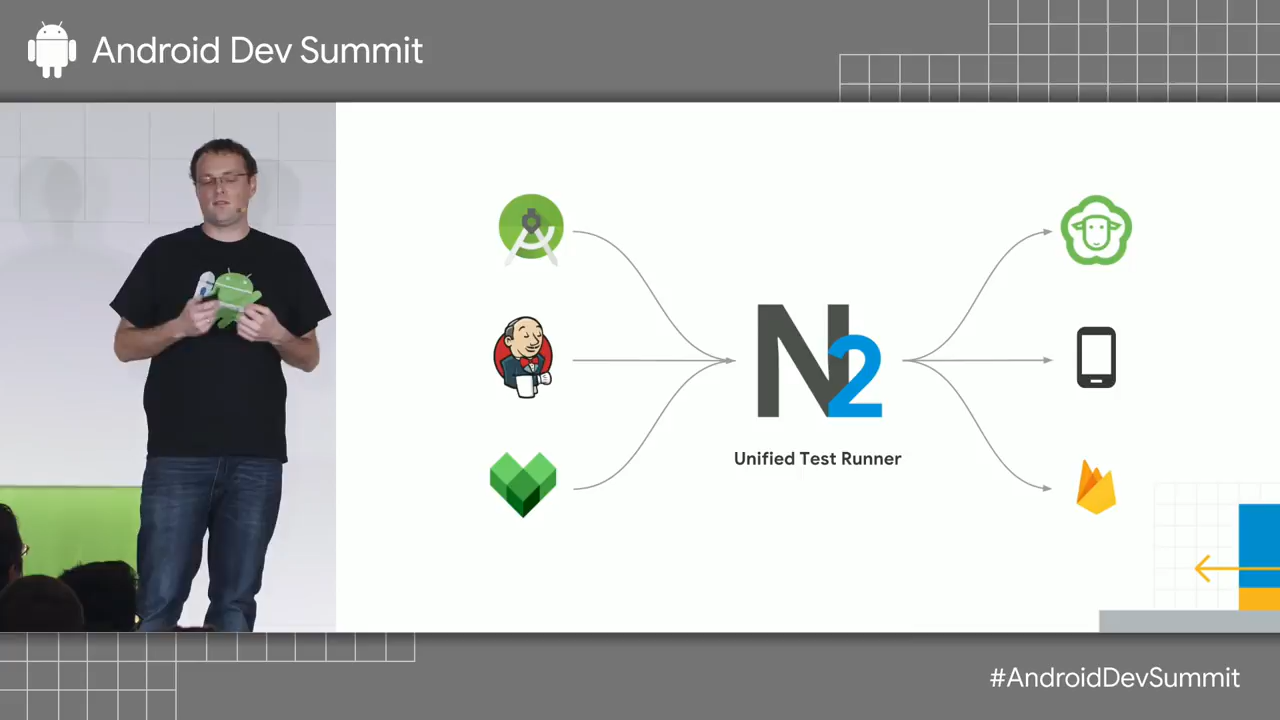 Android Dev Summit
N2
Unified Test Runner
#AndroidDevSummit